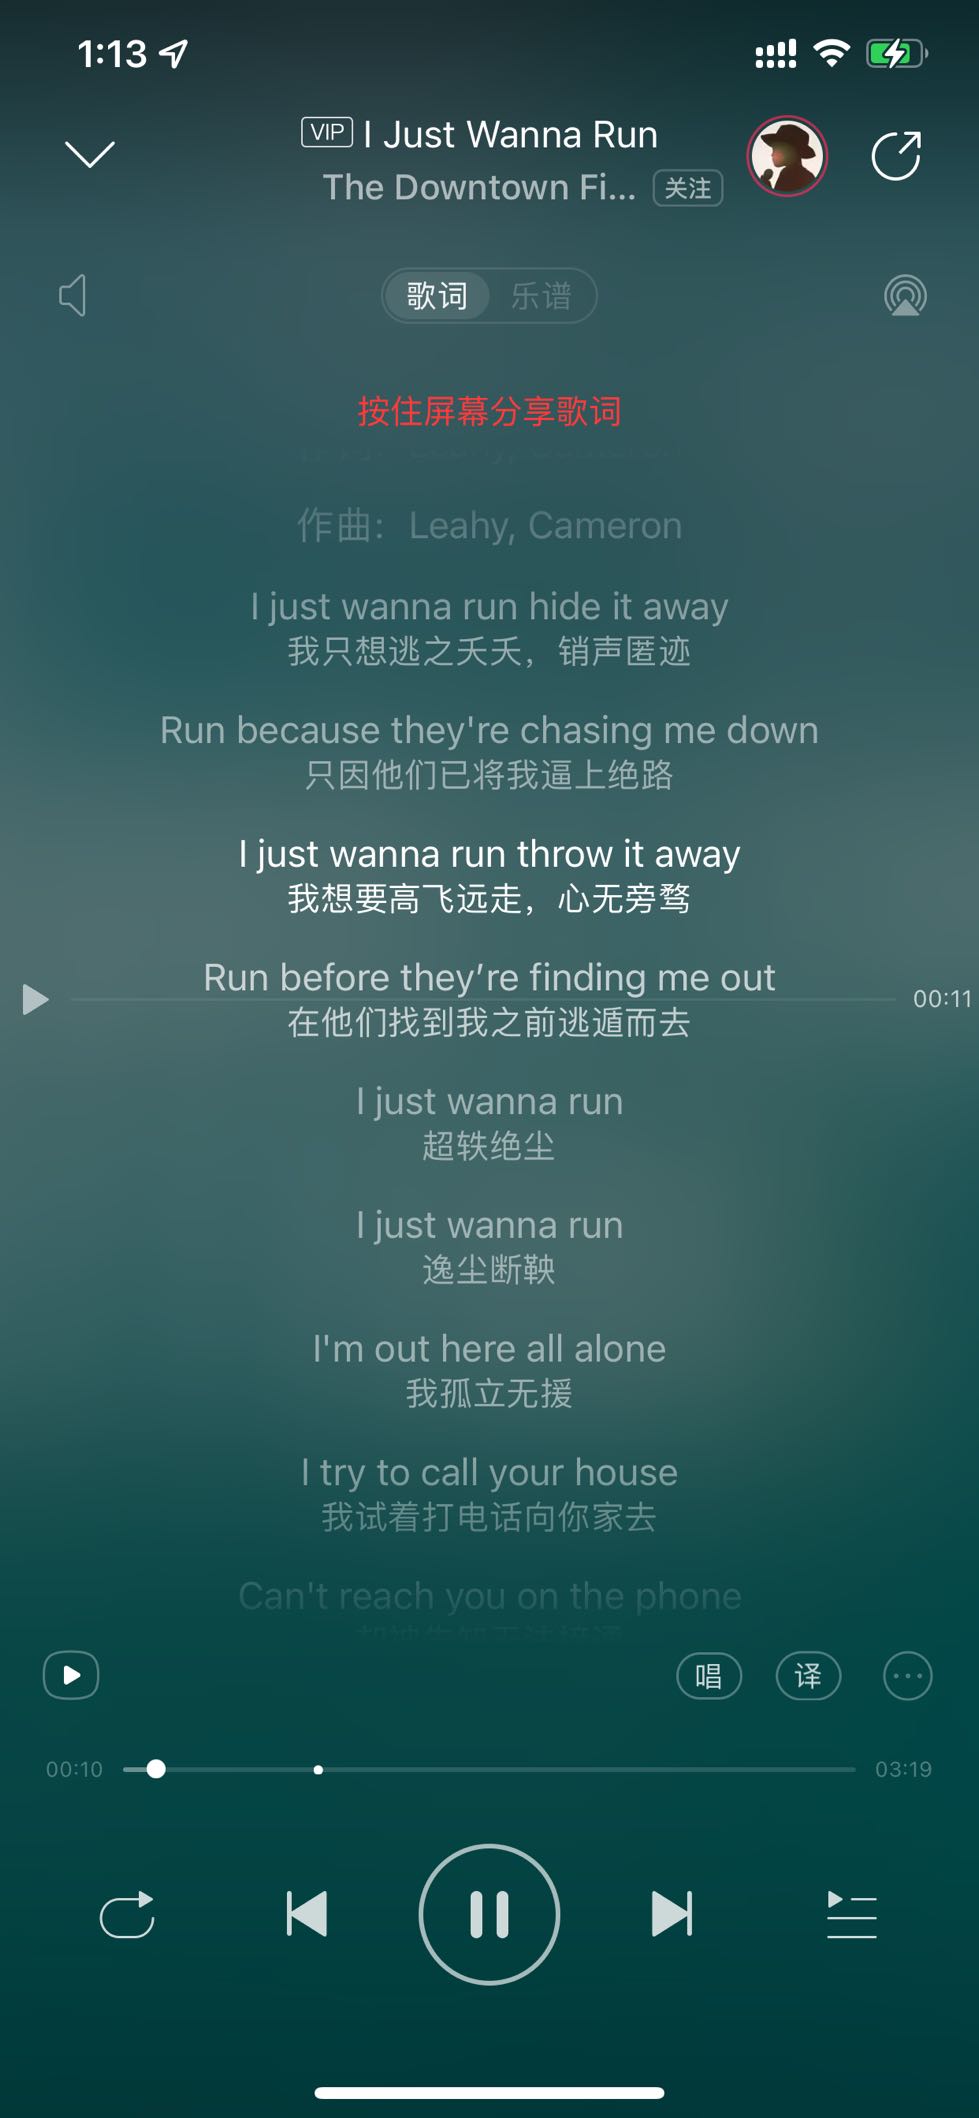 1:13
VIP I Just Wanna Run
The Downtown Fi... 关注
歌词 乐谱
按住屏幕分享歌词
作曲：Leahy, Cameron
I just wanna run hide it away
我只想逃之夭夭，销声匿迹
Run because they're chasing me down
只因他们已将我逼上绝路
I just wanna run throw it away
我想要高飞远走，心无旁骛
Run before they’re finding me out
00:11
在他们找到我之前逃遁而去
I just wanna run
超轶绝尘
I just wanna run
逸尘断鞅
I'm out here all alone
我孤立无援
I try to call your house
我试着打电话向你家去
Can't reach you on the phone
唱 译
00:10 03:19